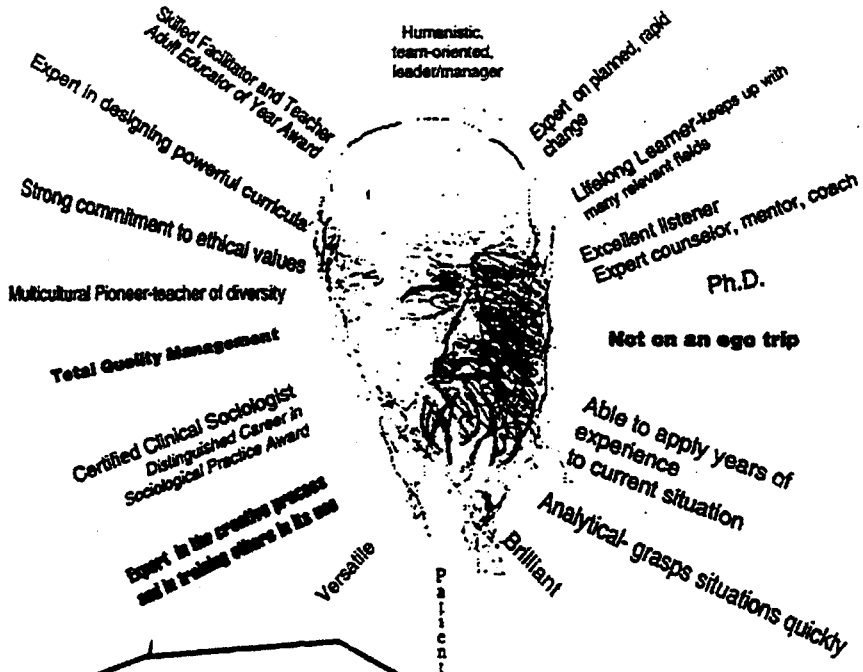 Humanistic,
team-oriented,
leader/manager
Skilled Facilitator and Teacher
Adult Educator of Year Award
Expert in designing powerful curricula
Strong commitment to ethical values
Multicultural Pioneer-teacher of diversity
Total Quality Management
Certified Clinical Sociologist
Distinguished Career in
Sociological Practice Award
Expert in the creative process
and in training others in its use
Versatile
Patient
Brilliant
Expert on planned, rapid
change
Lifelong Learner-keeps up with
many relevant fields
Excellent listener
Expert counselor, mentor, coach
Ph.D.
Not on an ego trip
Able to apply years of
experience
to current situation
Analytical- grasps situations quickly